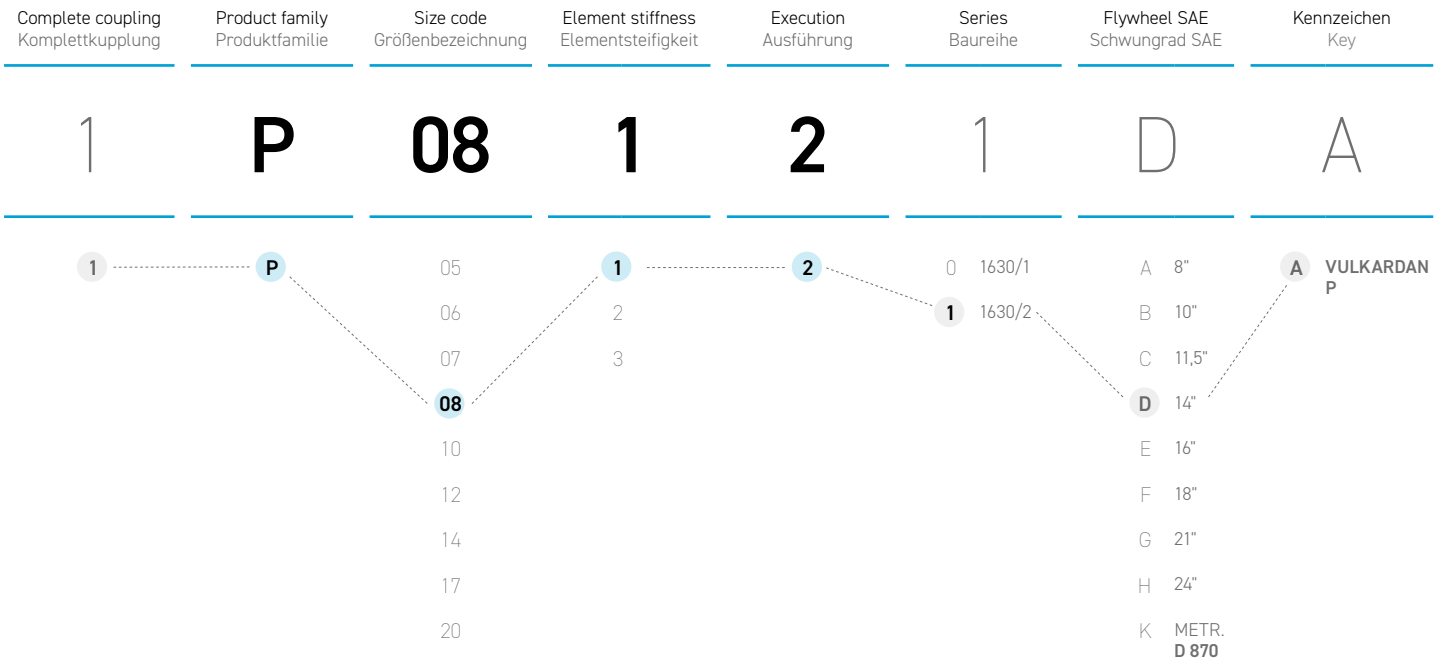 Complete coupling Product family Size code Element stiffness Execution Series Flywheel SAE Kennzeichen
Komplettkupplung Produktfamilie Größenbezeichnung Elementsteifigkeit Ausführung Baureihe Schwungrad SAE Key
1 P 08 1 2 1 D A
1 P 05 1 2 0 1630/1 A 8" A VULKARDAN
P
06 2 1 1630/2 B 10"
07 3 C 11,5"
08 D 14"
10 E 16"
12 F 18"
14 G 21"
17 H 24"
20 K METR.
D 870